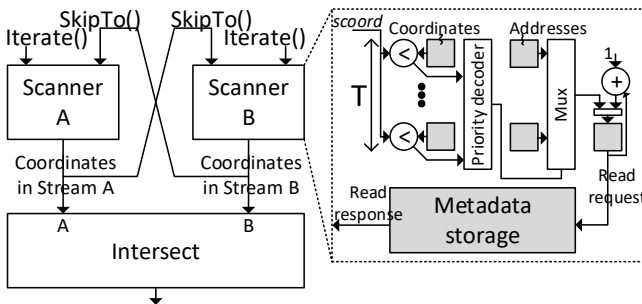 SkipTo() SkipTo()
Iterate() Iterate()
Scanner
A
Scanner
B
Coordinates
in Stream A
Coordinates
in Stream B
A B
Intersect
scoord Coordinates Addresses
<
T
<
Priority decoder
Mux
1
+
Read
request
Read
response
Metadata
storage